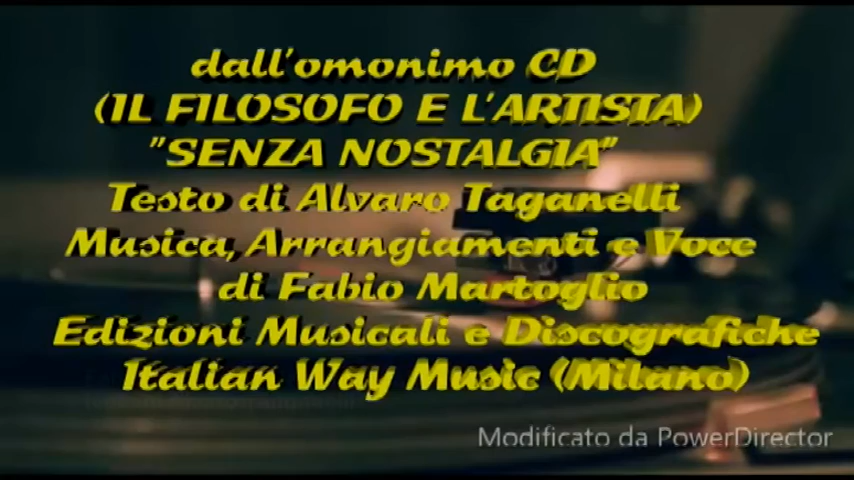 dall'omonimo CD
(IL FILOSOFO E L'ARTISTA)
"SENZA NOSTALGIA"
Testo di Alvaro Taganelli
Musica, Arrangiamenti e Voce
di Fabio Martoglio
Edizioni Musicali e Discografiche
Italian Way Music (Milano)
Modificato da PowerDirector